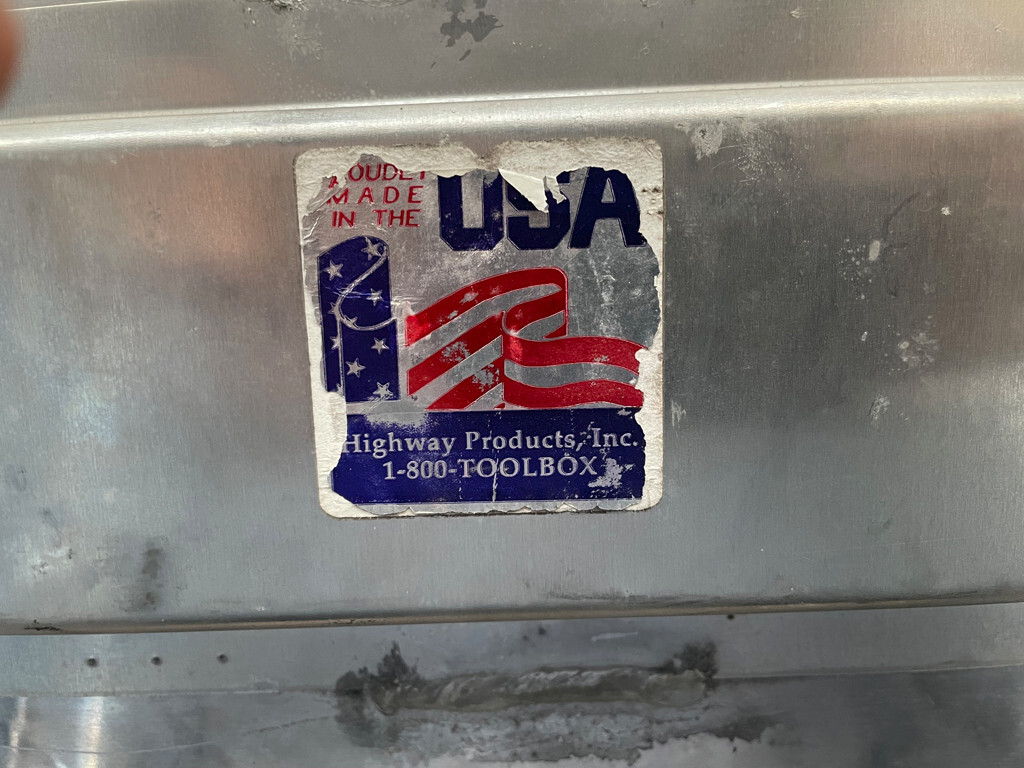 MADE
IN THE
USA
Highway Products, Inc.
1-800-TOOLBOX